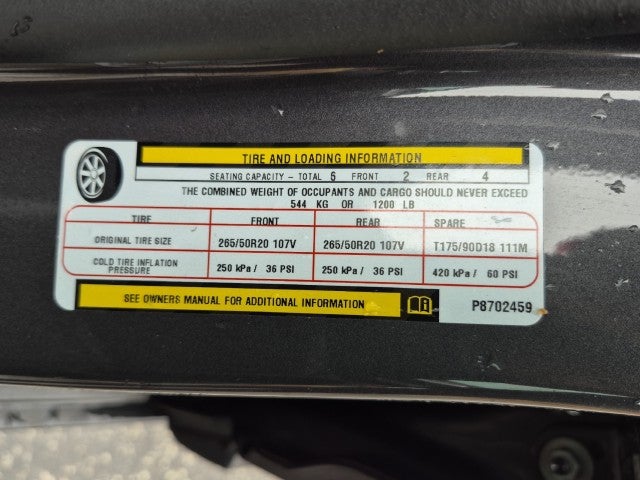 TIRE AND LOADING INFORMATION
SEATING CAPACITY - TOTAL 6 FRONT 2 REAR 4
THE COMBINED WEIGHT OF OCCUPANTS AND CARGO SHOULD NEVER EXCEED
544 KG OR 1200 LB
TIRE FRONT REAR SPARE
ORIGINAL TIRE SIZE 265/50R20 107V 265/50R20 107V T175/90D18 111M
COLD TIRE INFLATION PRESSURE 250 kPa / 36 PSI 250 kPa / 36 PSI 420 kPa / 60 PSI
SEE OWNERS MANUAL FOR ADDITIONAL INFORMATION P8702459